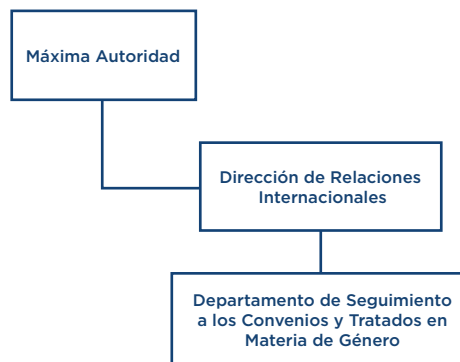 Máxima Autoridad
Dirección de Relaciones
Internacionales
Departamento de Seguimiento
a los Convenios y Tratados en
Materia de Género